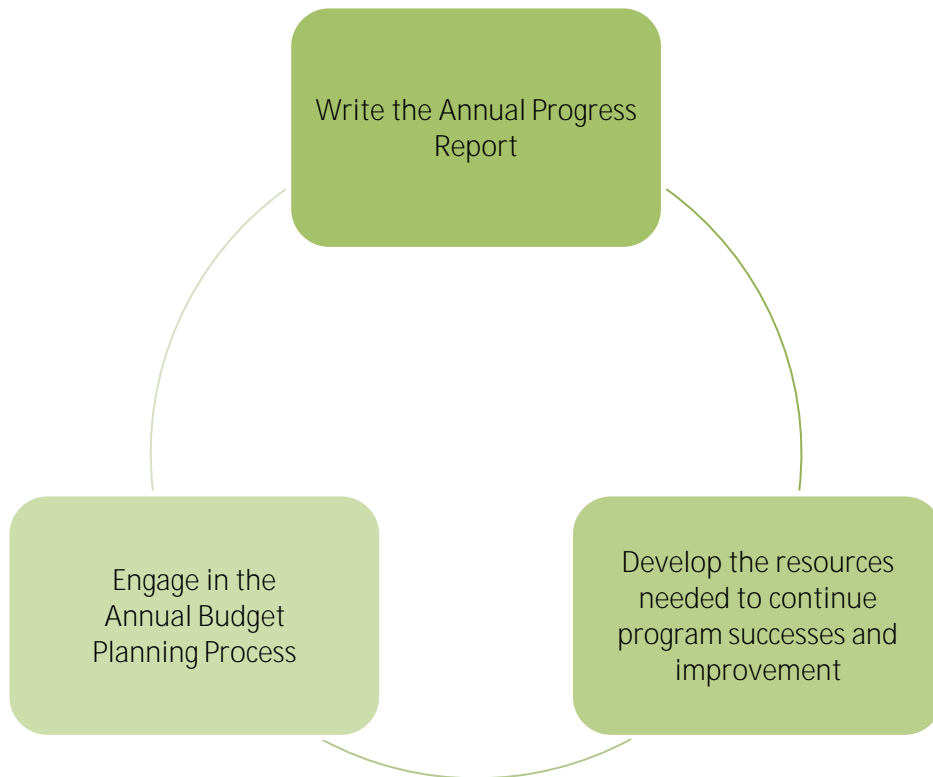 Write the Annual Progress
Report
Engage in the
Annual Budget
Planning Process
Develop the resources
needed to continue
program successes and
improvement